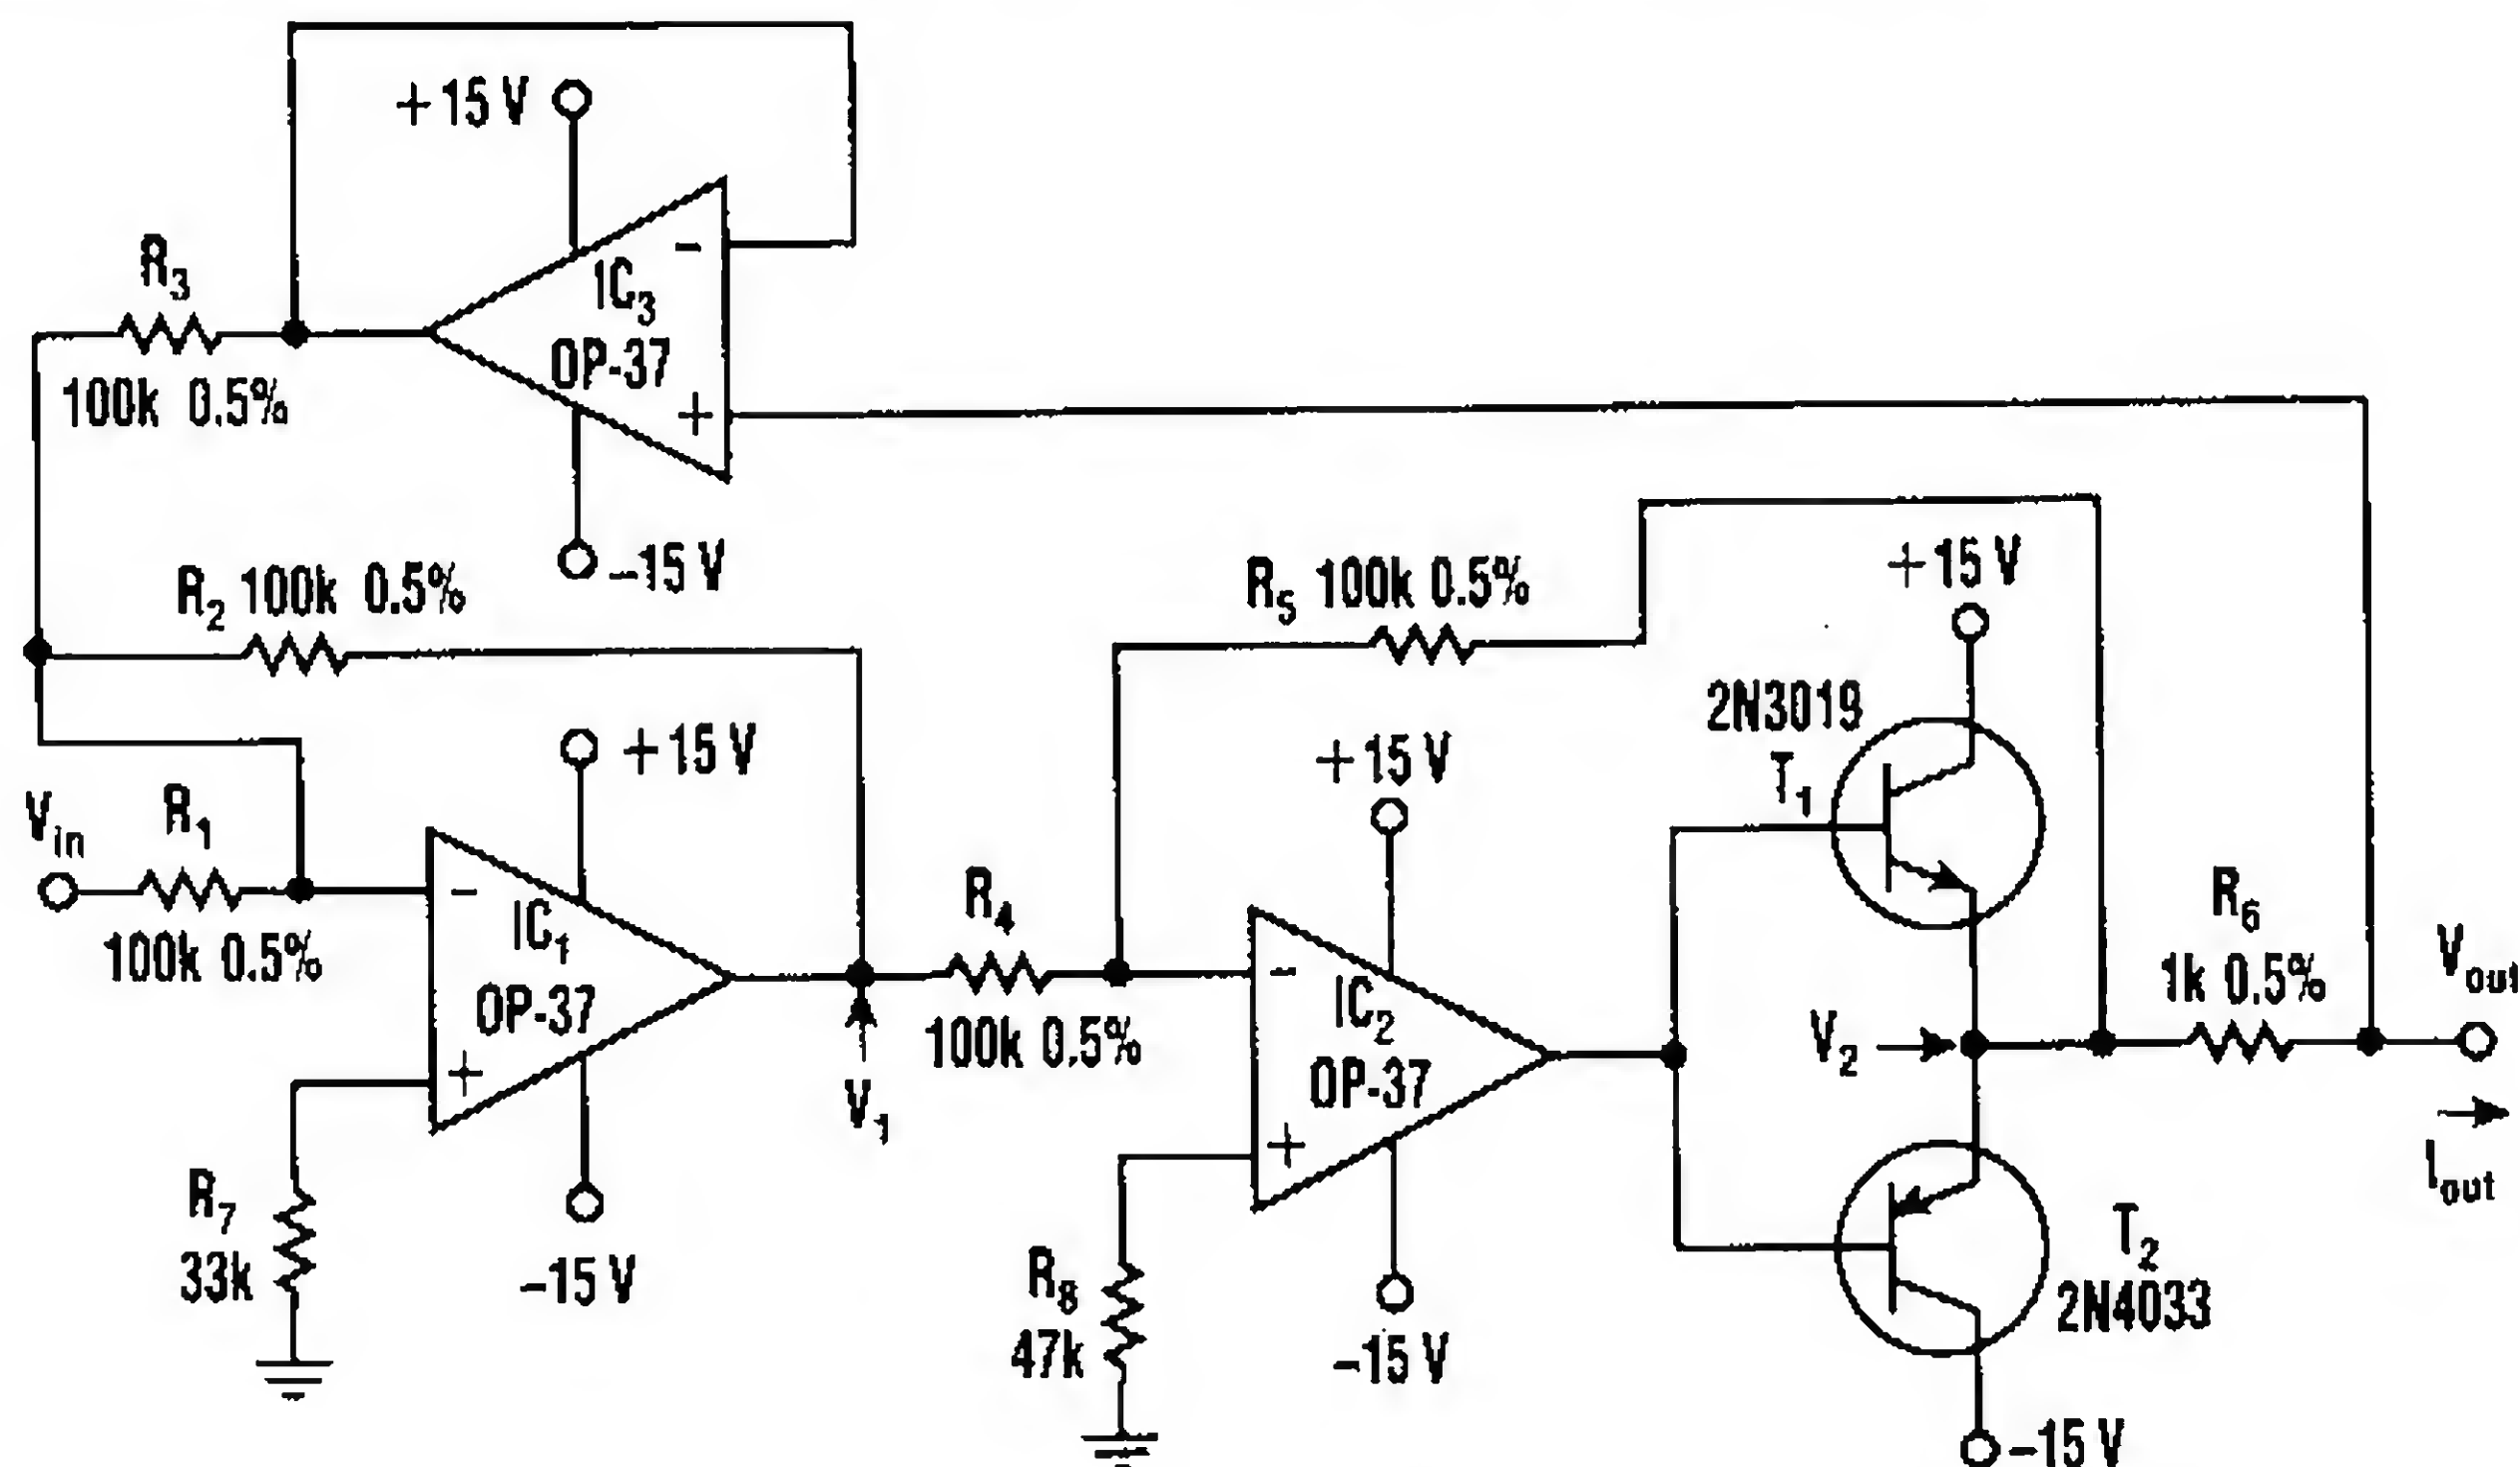 +15 V
R3
IC3
OP-37
-
+
100k 0.5%
-15 V
R2 100k 0.5%
R5 100k 0.5%
+15 V
2N3019
T1
+15 V
+15 V
Vin
R1
100k 0.5%
-
IC1
OP-37
+
R4
100k 0.5%
V1
-
IC2
OP-37
+
V2
R6
1k 0.5%
Vout
Iout
R7
33k
-15 V
R8
47k
-15 V
T2
2N4033
-15 V